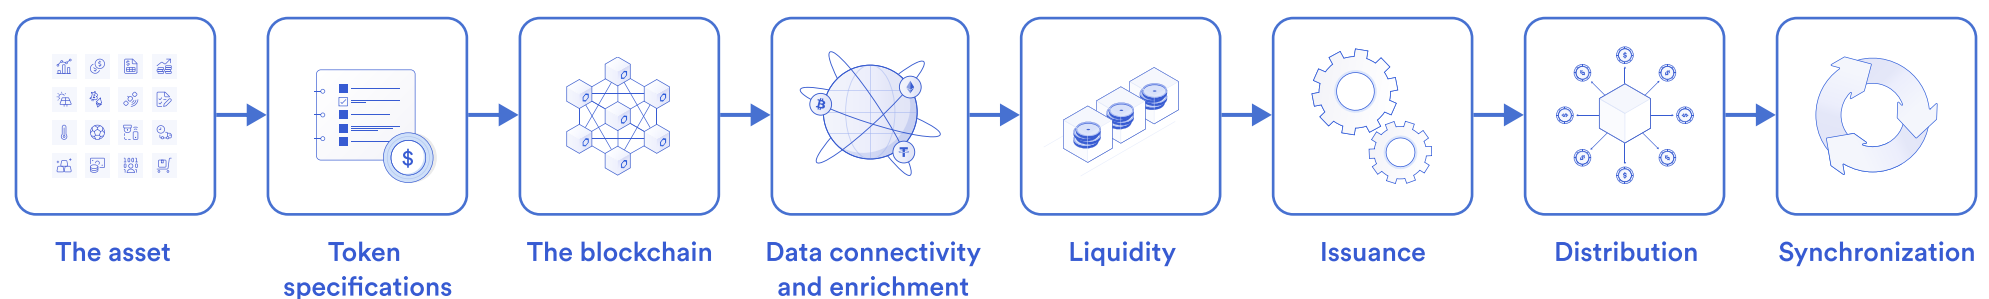 The asset
Token
specifications
The blockchain
Data connectivity
and enrichment
Liquidity
Issuance
Distribution
Synchronization